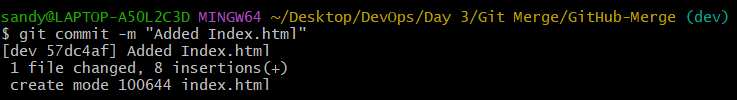 sandy@LAPTOP-A50L2C3D MINGW64 ~/Desktop/DevOps/Day 3/Git Merge/GitHub-Merge (dev)
$ git commit -m "Added Index.html"
[dev 57dc4af] Added Index.html
 1 file changed, 8 insertions(+)
 create mode 100644 index.html